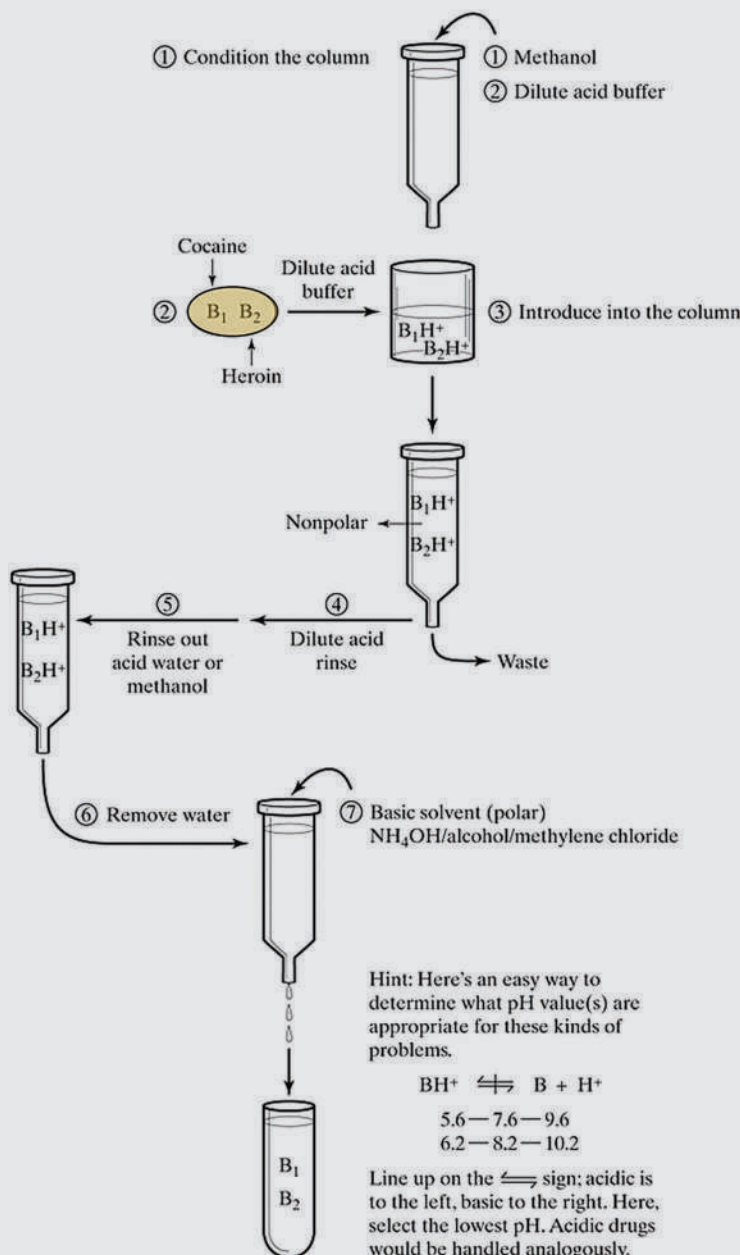 ① Condition the column
① Methanol
② Dilute acid buffer
Cocaine
② B₁ B₂
Heroin
Dilute acid
buffer
B₁H⁺
B₂H⁺
③ Introduce into the column
Nonpolar
B₁H⁺
B₂H⁺
Waste
④
Dilute acid
rinse
⑤
Rinse out
acid water or
methanol
B₁H⁺
B₂H⁺
⑥ Remove water
⑦ Basic solvent (polar)
NH₄OH/alcohol/methylene chloride
Hint: Here's an easy way to
determine what pH value(s) are
appropriate for these kinds of
problems.
BH⁺ ⇌ B + H⁺
5.6—7.6—9.6
6.2—8.2—10.2
Line up on the ⇌ sign; acidic is
to the left, basic to the right. Here,
select the lowest pH. Acidic drugs
would be handled analogously.
B₁
B₂